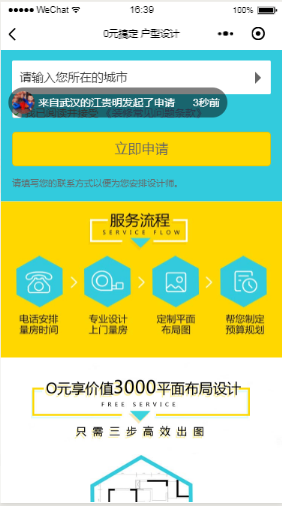 WeChat
16:39
100%
0元搞定 户型设计
请输入您所在的城市
来自武汉的江贵明发起了申请 3秒前
立即申请
请填写您的联系方式以便为您安排设计师。
服务流程
SERVICE FLOW
电话安排
量房时间
专业设计
上门量房
定制平面
布局图
帮您制定
预算规划
0元享价值3000平面布局设计
FREE SERVICE
只需三步高效出图